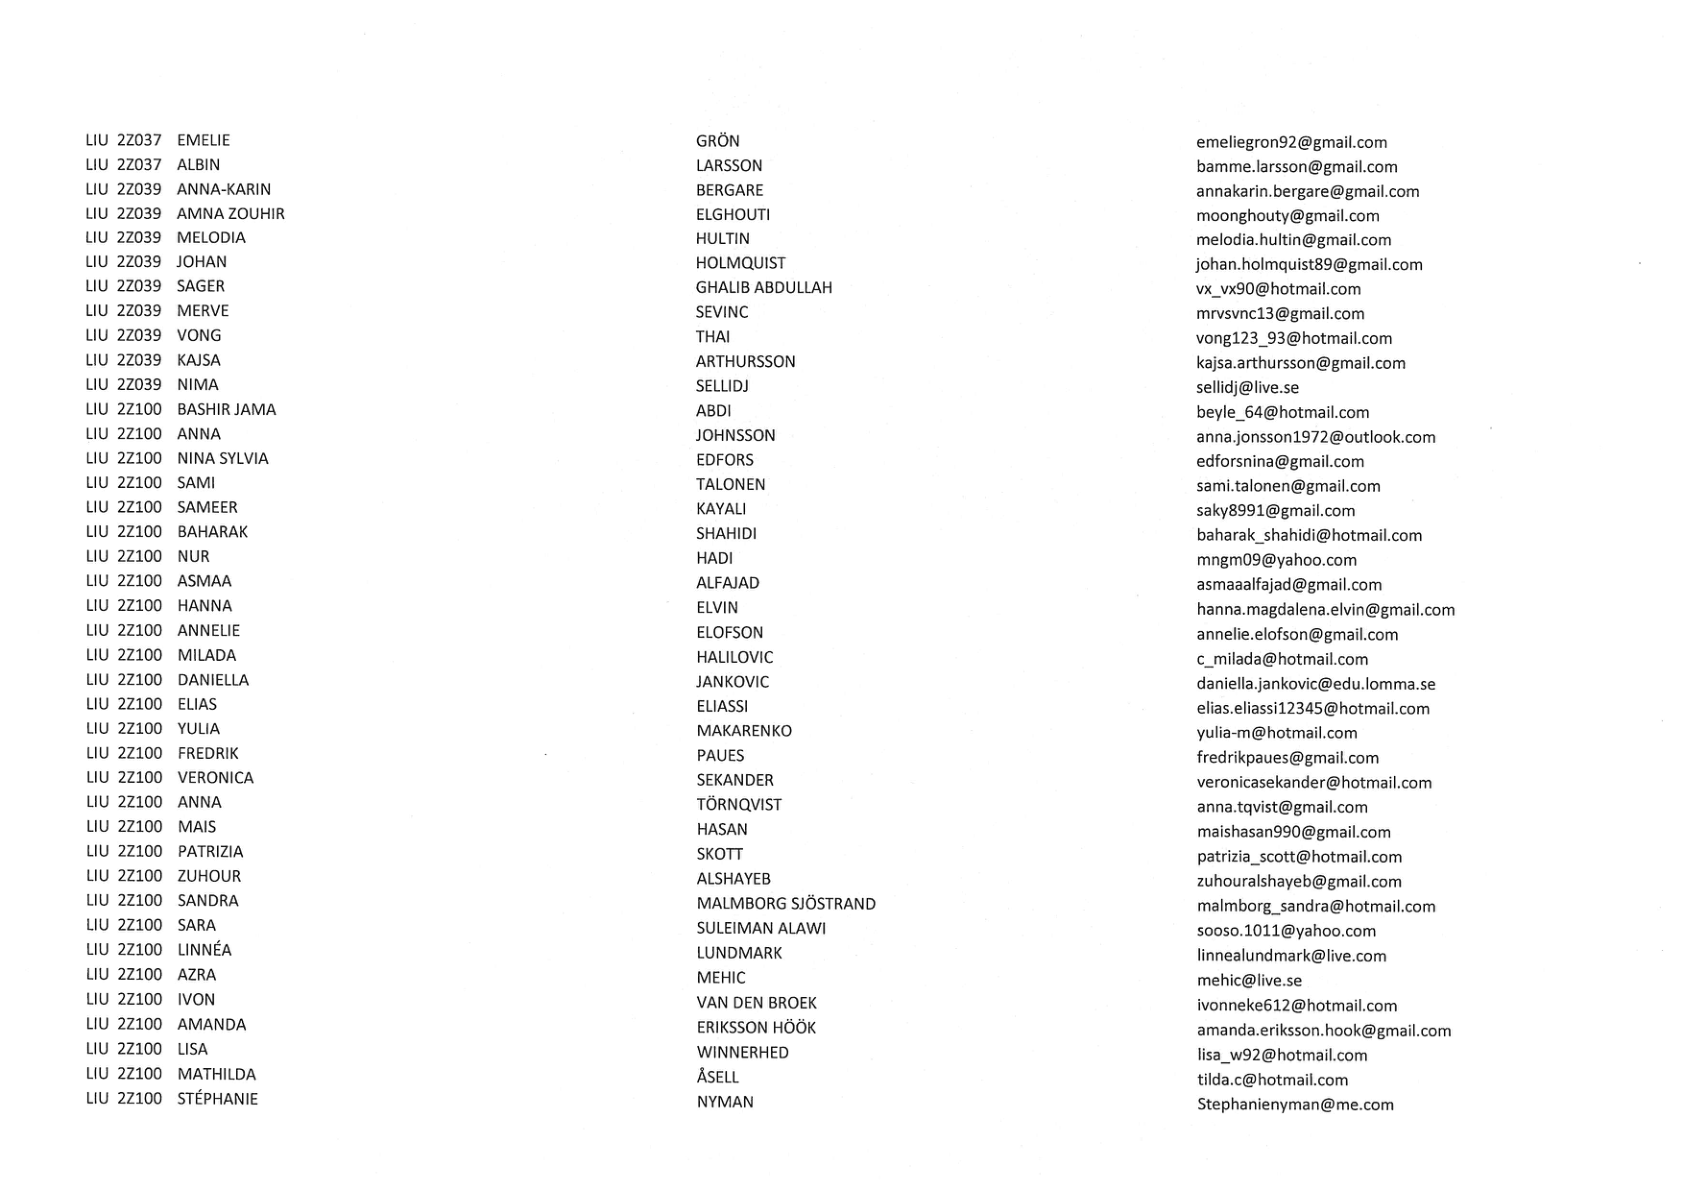 LIU 2Z037 EMELIE GRÖN emeliegron92@gmail.com
LIU 2Z037 ALBIN LARSSON bamme.larsson@gmail.com
LIU 2Z039 ANNA-KARIN BERGARE annakarin.bergare@gmail.com
LIU 2Z039 AMNA ZOUHIR ELGHOUTI moonghouty@gmail.com
LIU 2Z039 MELODIA HULTIN melodia.hultin@gmail.com
LIU 2Z039 JOHAN HOLMQUIST johan.holmquist89@gmail.com
LIU 2Z039 SAGER GHALIB ABDULLAH vx_vx90@hotmail.com
LIU 2Z039 MERVE SEVINC mrvsvnc13@gmail.com
LIU 2Z039 VONG THAI vong123_93@hotmail.com
LIU 2Z039 KAJSA ARTHURSSON kajsa.arthursson@gmail.com
LIU 2Z039 NIMA SELLIDJ sellidj@live.se
LIU 2Z100 BASHIR JAMA ABDI beyle_64@hotmail.com
LIU 2Z100 ANNA JOHNSSON anna.jonsson1972@outlook.com
LIU 2Z100 NINA SYLVIA EDFORS edforsnina@gmail.com
LIU 2Z100 SAMI TALONEN sami.talonen@gmail.com
LIU 2Z100 SAMEER KAYALI saky8991@gmail.com
LIU 2Z100 BAHARAK SHAHIDI baharak_shahidi@hotmail.com
LIU 2Z100 NUR HADI mngm09@yahoo.com
LIU 2Z100 ASMAA ALFAJAD asmaaalfajad@gmail.com
LIU 2Z100 HANNA ELVIN hanna.magdalena.elvin@gmail.com
LIU 2Z100 ANNELIE ELOFSON annelie.elofson@gmail.com
LIU 2Z100 MILADA HALILOVIC c_milada@hotmail.com
LIU 2Z100 DANIELLA JANKOVIC daniella.jankovic@edu.lomma.se
LIU 2Z100 ELIAS ELIASSI elias.eliassi12345@hotmail.com
LIU 2Z100 YULIA MAKARENKO yulia-m@hotmail.com
LIU 2Z100 FREDRIK PAUES fredrikpaues@gmail.com
LIU 2Z100 VERONICA SEKANDER veronicasekander@hotmail.com
LIU 2Z100 ANNA TÖRNQVIST anna.tqvist@gmail.com
LIU 2Z100 MAIS HASAN maishasan990@gmail.com
LIU 2Z100 PATRIZIA SKOTT patrizia_scott@hotmail.com
LIU 2Z100 ZUHOUR ALSHAYEB zuhouralshayeb@gmail.com
LIU 2Z100 SANDRA MALMBORG SJÖSTRAND malmborg_sandra@hotmail.com
LIU 2Z100 SARA SULEIMAN ALAWI sooso.1011@yahoo.com
LIU 2Z100 LINNÉA LUNDMARK linnealundmark@live.com
LIU 2Z100 AZRA MEHIC mehic@live.se
LIU 2Z100 IVON VAN DEN BROEK ivonneke612@hotmail.com
LIU 2Z100 AMANDA ERIKSSON HÖÖK amanda.eriksson.hook@gmail.com
LIU 2Z100 LISA WINNERHED lisa_w92@hotmail.com
LIU 2Z100 MATHILDA ÅSELL tilda.c@hotmail.com
LIU 2Z100 STÉPHANIE NYMAN Stephanienyman@me.com